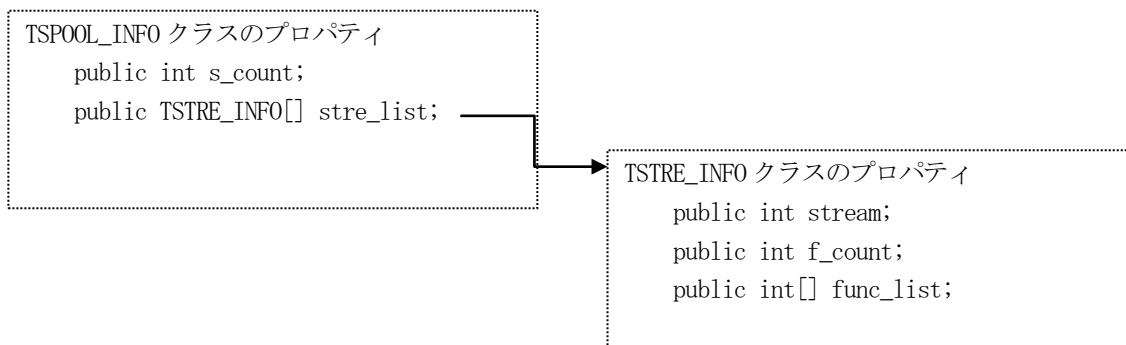 TSPOOL_INFO クラスのプロパティ
public int s_count;
public TSTRE_INFO[] stre_list;
TSTRE_INFO クラスのプロパティ
public int stream;
public int f_count;
public int[] func_list;